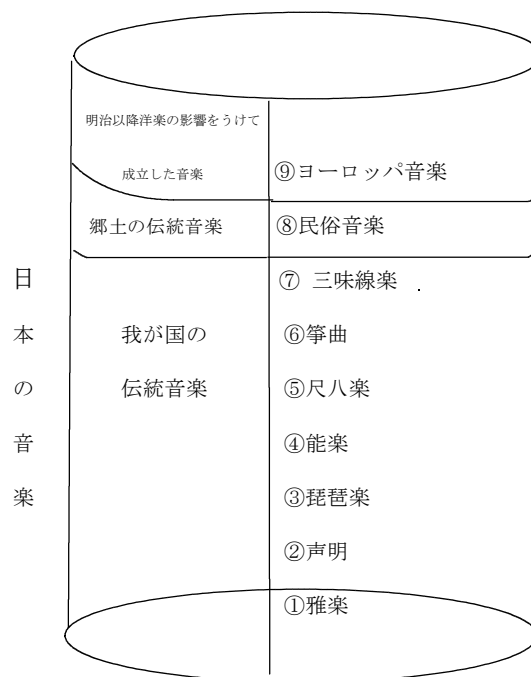 明治以降洋楽の影響をうけて
成立した音楽
⑨ヨーロッパ音楽
郷土の伝統音楽
⑧民俗音楽
日本の音楽
我が国の
伝統音楽
⑦ 三味線楽
⑥箏曲
⑤尺八楽
④能楽
③琵琶楽
②声明
①雅楽